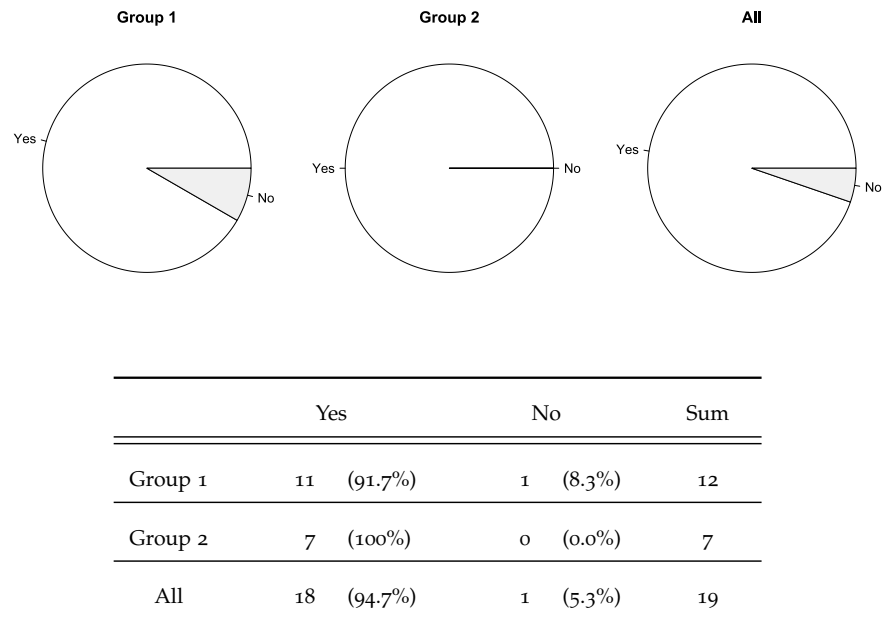 Group 1 Group 2 All
Yes No Yes No Yes No
Yes No Sum
Group 1 11 (91.7%) 1 (8.3%) 12
Group 2 7 (100%) 0 (0.0%) 7
All 18 (94.7%) 1 (5.3%) 19